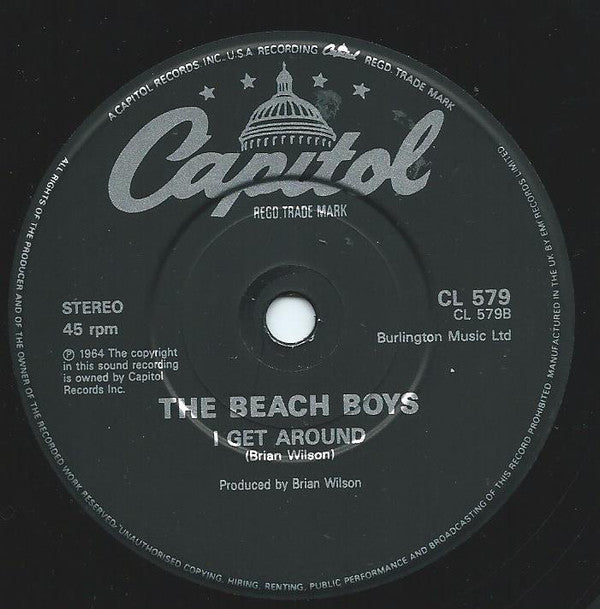 A CAPITOL RECORDS INC. U.S.A RECORDING Capitol REGD. TRADE MARK
Capitol
REGD. TRADE MARK
STEREO
45 rpm
℗ 1964 The copyright
in this sound recording
is owned by Capitol
Records Inc.
CL 579
CL 579B
Burlington Music Ltd
THE BEACH BOYS
I GET AROUND
(Brian Wilson)
Produced by Brian Wilson
ALL RIGHTS OF THE PRODUCER AND OF THE OWNER OF THE RECORDED WORK RESERVED. UNAUTHORISED COPYING, HIRING, RENTING, PUBLIC PERFORMANCE AND BROADCASTING OF THIS RECORD PROHIBITED. MANUFACTURED IN THE UK BY EMI RECORDS LIMITED